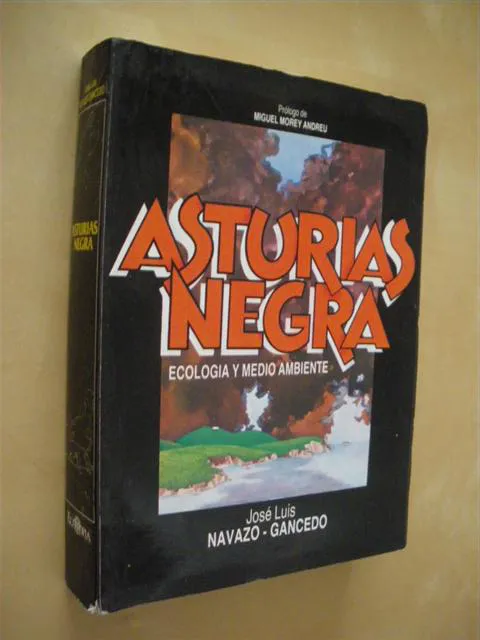 Prólogo de
MIGUEL MOREY ANDREU
ASTURIAS
NEGRA
ECOLOGIA Y MEDIO AMBIENTE
José Luis
NAVAZO - GANCEDO
ASTURIAS
NEGRA